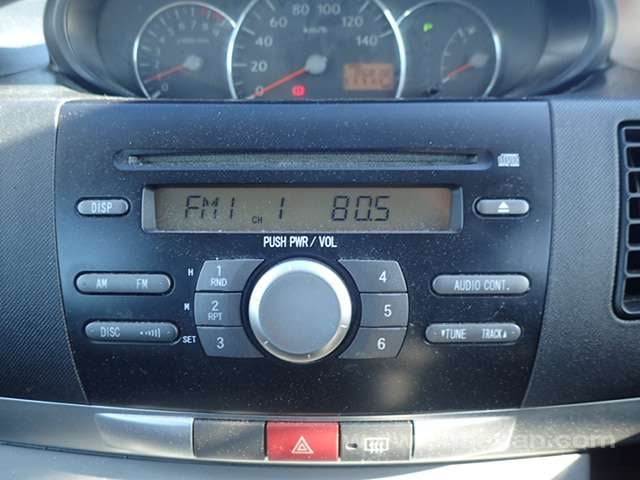 80 100
60 km/h 120
40 140
20
0
FM1 CH 1 80.5
DISP
PUSH PWR / VOL
AM FM
H 1 RND 4
AUDIO CONT.
M 2 RPT 5
DISC
SET 3 6
▼TUNE TRACK▲